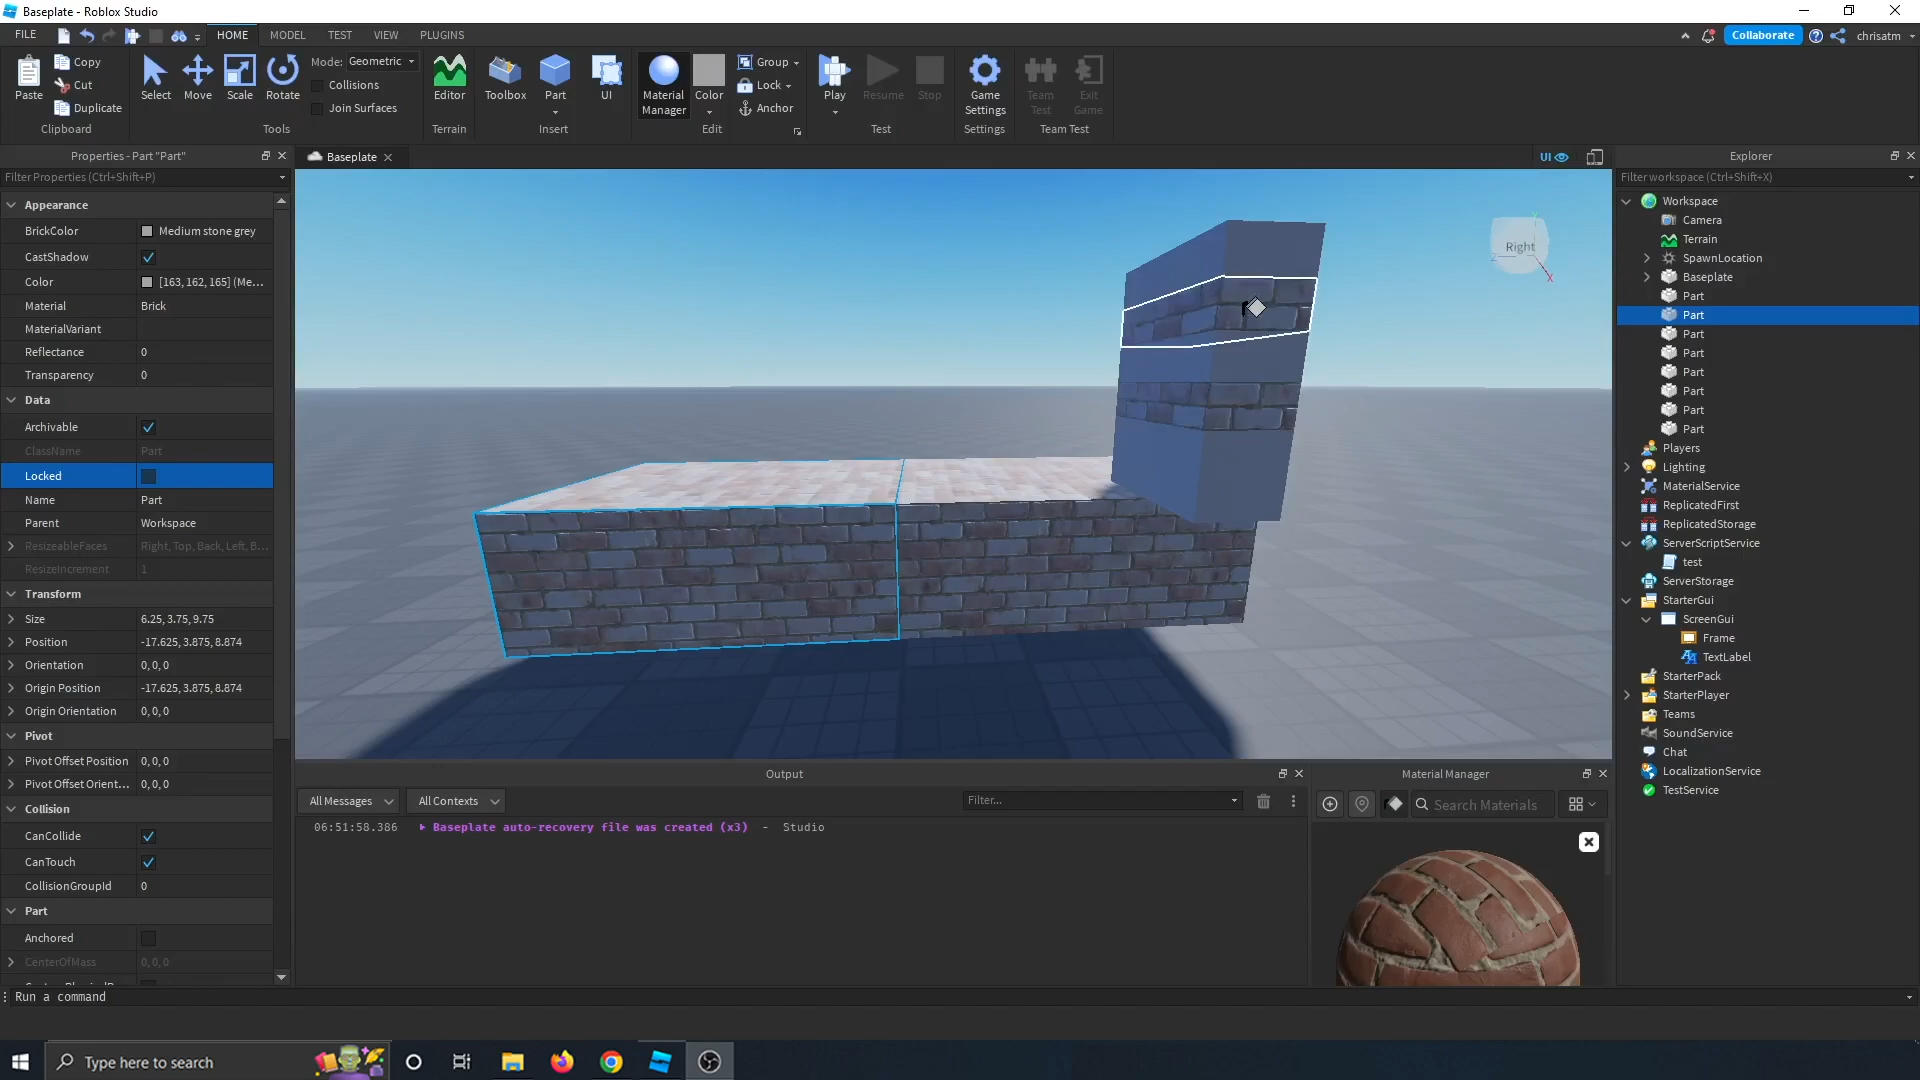 Baseplate - Roblox Studio
FILE
HOME
MODEL
TEST
VIEW
PLUGINS
Collaborate
chrisatm
Paste
Copy
Cut
Duplicate
Clipboard
Select
Move
Scale
Rotate
Mode: Geometric
Collisions
Join Surfaces
Tools
Editor
Terrain
Toolbox
Part
UI
Insert
Material Manager
Color
Group
Lock
Anchor
Edit
Play
Resume
Stop
Test
Game Settings
Settings
Team Test
Exit Game
Team Test
Properties - Part "Part"
Filter Properties (Ctrl+Shift+P)
Appearance
BrickColor Medium stone grey
CastShadow
Color [163, 162, 165] (Me...
Material Brick
MaterialVariant
Reflectance 0
Transparency 0
Data
Archivable
ClassName Part
Locked
Name Part
Parent Workspace
ResizeableFaces Right, Top, Back, Left, B...
ResizeIncrement 1
Transform
Size 6.25, 3.75, 9.75
Position -17.625, 3.875, 8.874
Orientation 0, 0, 0
Origin Position -17.625, 3.875, 8.874
Origin Orientation 0, 0, 0
Pivot
Pivot Offset Position 0, 0, 0
Pivot Offset Orient... 0, 0, 0
Collision
CanCollide
CanTouch
CollisionGroupId 0
Part
Anchored
CenterOfMass 0, 0, 0
Baseplate
UI
Right
Y
Z
X
Output
All Messages
All Contexts
Filter...
06:51:58.386 Baseplate auto-recovery file was created (x3) - Studio
Material Manager
Search Materials
Explorer
Filter workspace (Ctrl+Shift+X)
Workspace
Camera
Terrain
SpawnLocation
Baseplate
Part
Part
Part
Part
Part
Part
Part
Part
Players
Lighting
MaterialService
ReplicatedFirst
ReplicatedStorage
ServerScriptService
test
ServerStorage
StarterGui
ScreenGui
Frame
TextLabel
StarterPack
StarterPlayer
Teams
SoundService
Chat
LocalizationService
TestService
Run a command
Type here to search